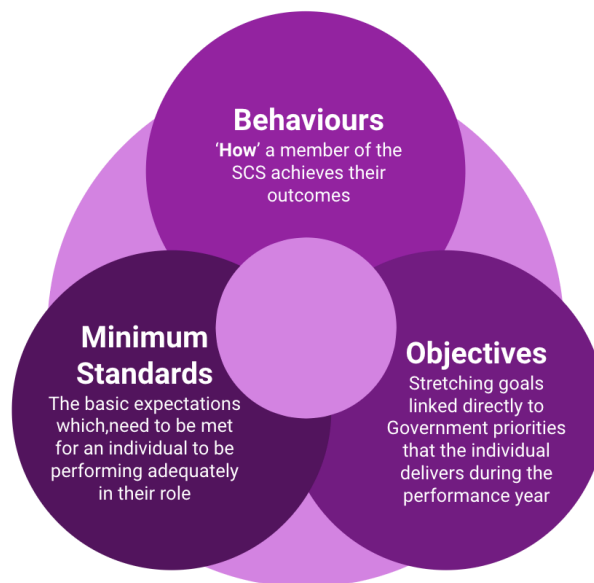 Behaviours
‘How’ a member of the
SCS achieves their
outcomes
Minimum
Standards
The basic expectations
which,need to be met
for an individual to be
performing adequately
in their role
Objectives
Stretching goals
linked directly to
Government priorities
that the individual
delivers during the
performance year